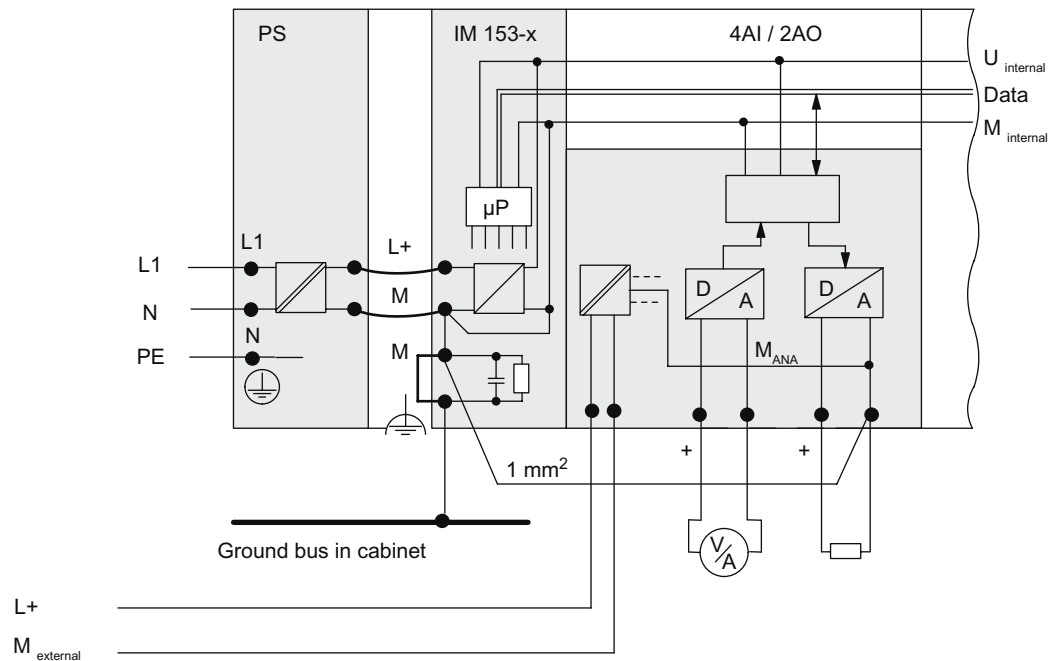 PS
IM 153-x
4AI / 2AO
U internal
Data
M internal
µP
L1
L+
L1
D
A
D
A
M
N
N
M
M ANA
PE
+
+
1 mm²
V/A
Ground bus in cabinet
L+
M external